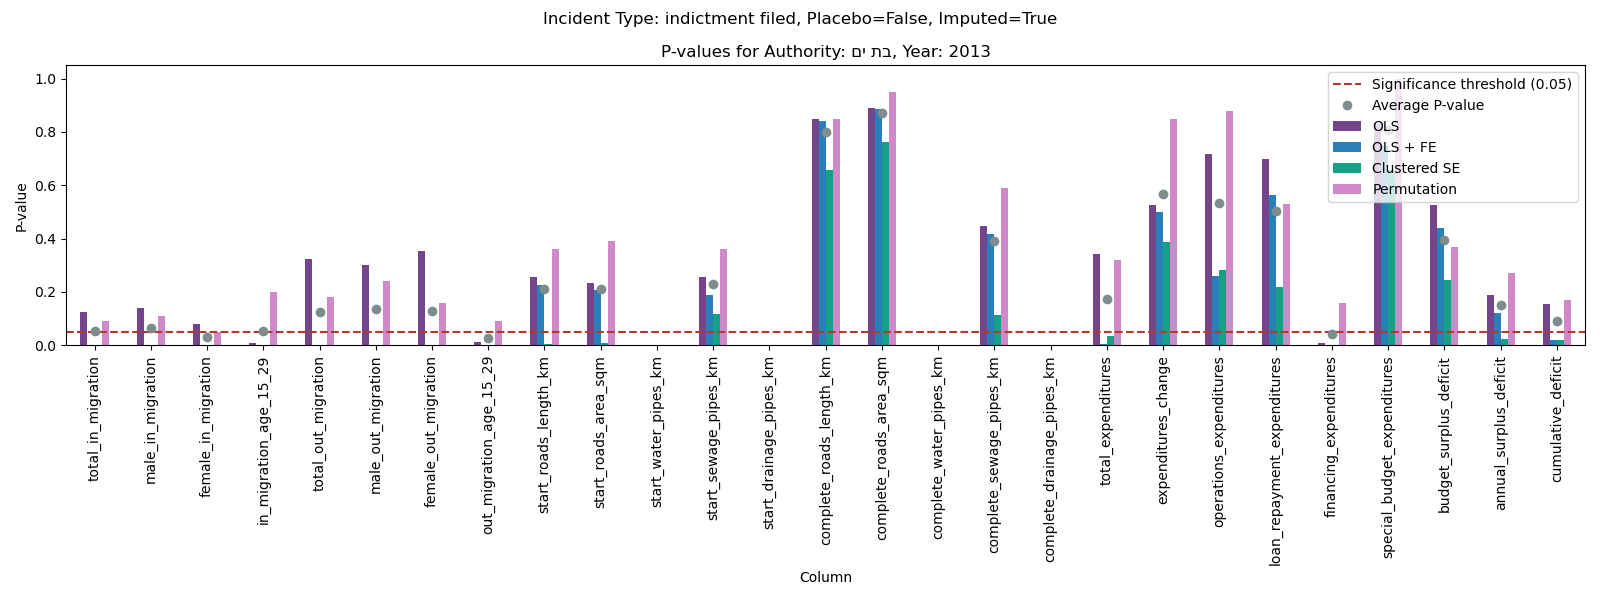 Incident Type: indictment filed, Placebo=False, Imputed=True
P-values for Authority: בת ים, Year: 2013
P-value
1.0
0.8
0.6
0.4
0.2
0.0
Significance threshold (0.05)
Average P-value
OLS
OLS + FE
Clustered SE
Permutation
total_in_migration
male_in_migration
female_in_migration
in_migration_age_15_29
total_out_migration
male_out_migration
female_out_migration
out_migration_age_15_29
start_roads_length_km
start_roads_area_sqm
start_water_pipes_km
start_sewage_pipes_km
start_drainage_pipes_km
complete_roads_length_km
complete_roads_area_sqm
complete_water_pipes_km
complete_sewage_pipes_km
complete_drainage_pipes_km
total_expenditures
expenditures_change
operations_expenditures
loan_repayment_expenditures
financing_expenditures
special_budget_expenditures
budget_surplus_deficit
annual_surplus_deficit
cumulative_deficit
Column